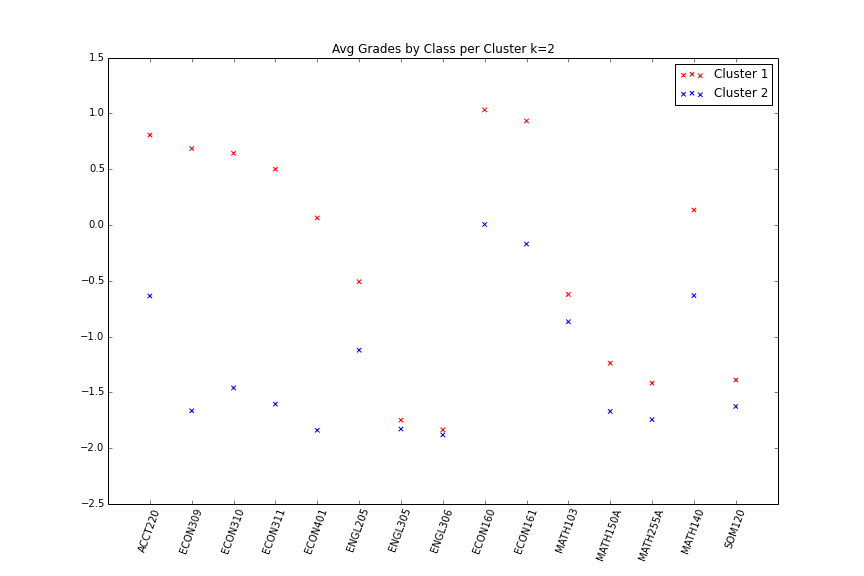 Avg Grades by Class per Cluster k=2
Cluster 1
Cluster 2
1.5
1.0
0.5
0.0
−0.5
−1.0
−1.5
−2.0
−2.5
ACCT220
ECON309
ECON310
ECON311
ECON401
ENGL205
ENGL305
ENGL306
ECON160
ECON161
MATH103
MATH150A
MATH255A
MATH140
SOM120